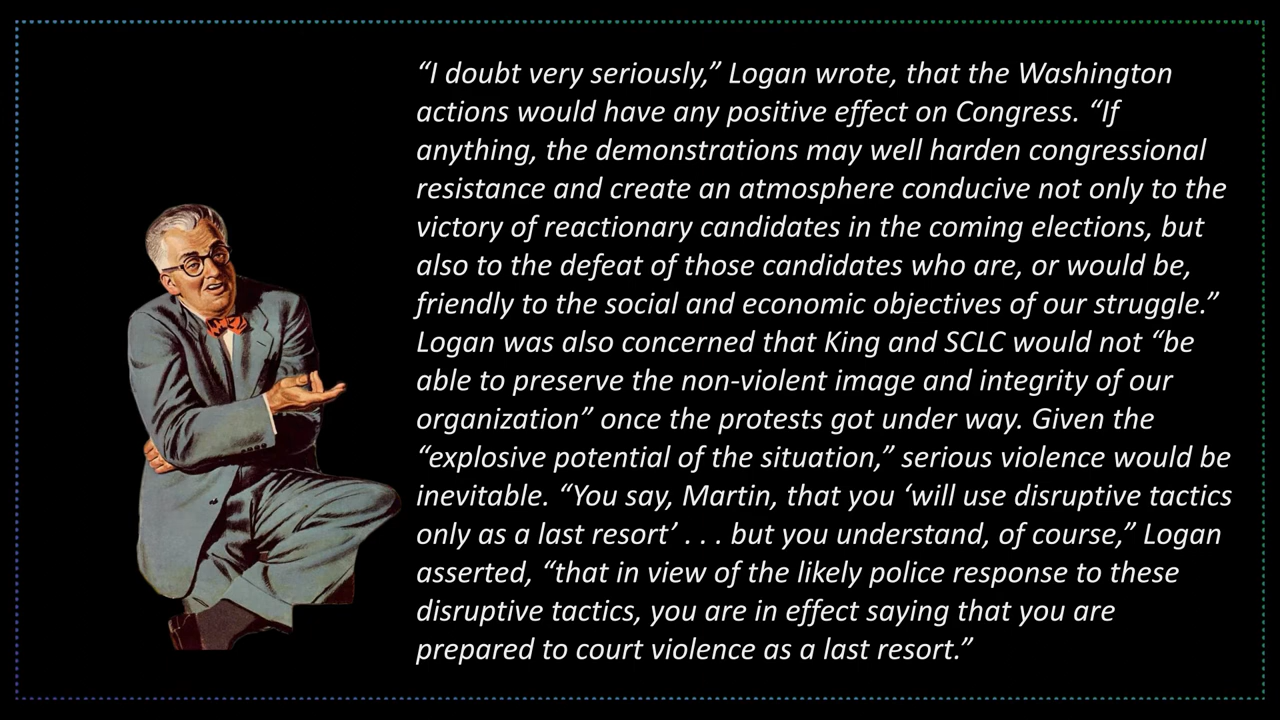 “I doubt very seriously,” Logan wrote, that the Washington
actions would have any positive effect on Congress. “If
anything, the demonstrations may well harden congressional
resistance and create an atmosphere conducive not only to the
victory of reactionary candidates in the coming elections, but
also to the defeat of those candidates who are, or would be,
friendly to the social and economic objectives of our struggle.”
Logan was also concerned that King and SCLC would not “be
able to preserve the non-violent image and integrity of our
organization” once the protests got under way. Given the
“explosive potential of the situation,” serious violence would be
inevitable. “You say, Martin, that you ‘will use disruptive tactics
only as a last resort’ . . . but you understand, of course,” Logan
asserted, “that in view of the likely police response to these
disruptive tactics, you are in effect saying that you are
prepared to court violence as a last resort.”